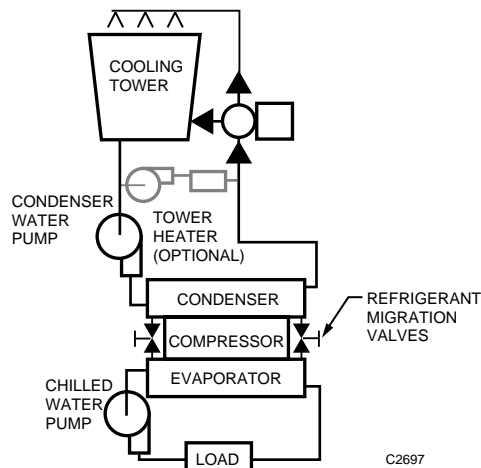 COOLING
TOWER
CONDENSER
WATER
PUMP
TOWER
HEATER
(OPTIONAL)
CONDENSER
COMPRESSOR
EVAPORATOR
REFRIGERANT
MIGRATION
VALVES
CHILLED
WATER
PUMP
LOAD
C2697